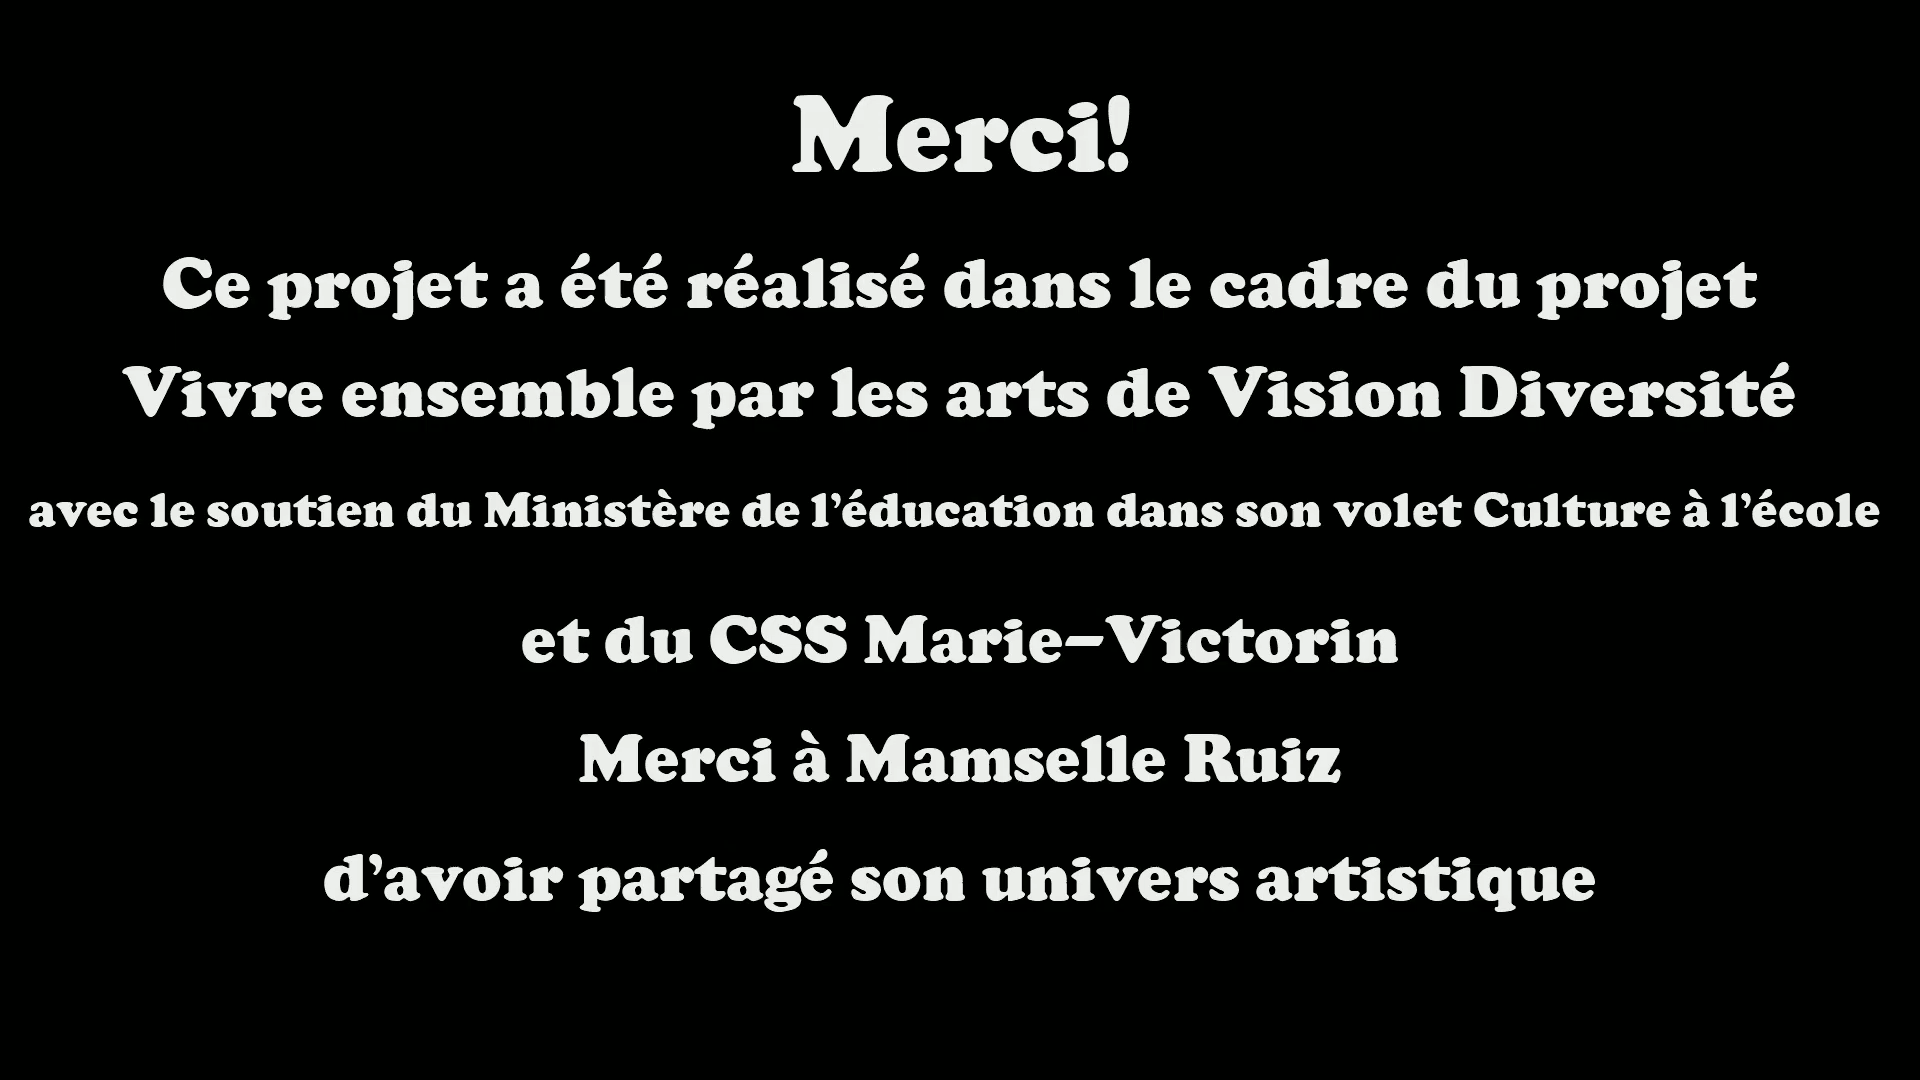 Merci!
Ce projet a été réalisé dans le cadre du projet
Vivre ensemble par les arts de Vision Diversité
avec le soutien du Ministère de l’éducation dans son volet Culture à l’école
et du CSS Marie–Victorin
Merci à Mamselle Ruiz
d’avoir partagé son univers artistique